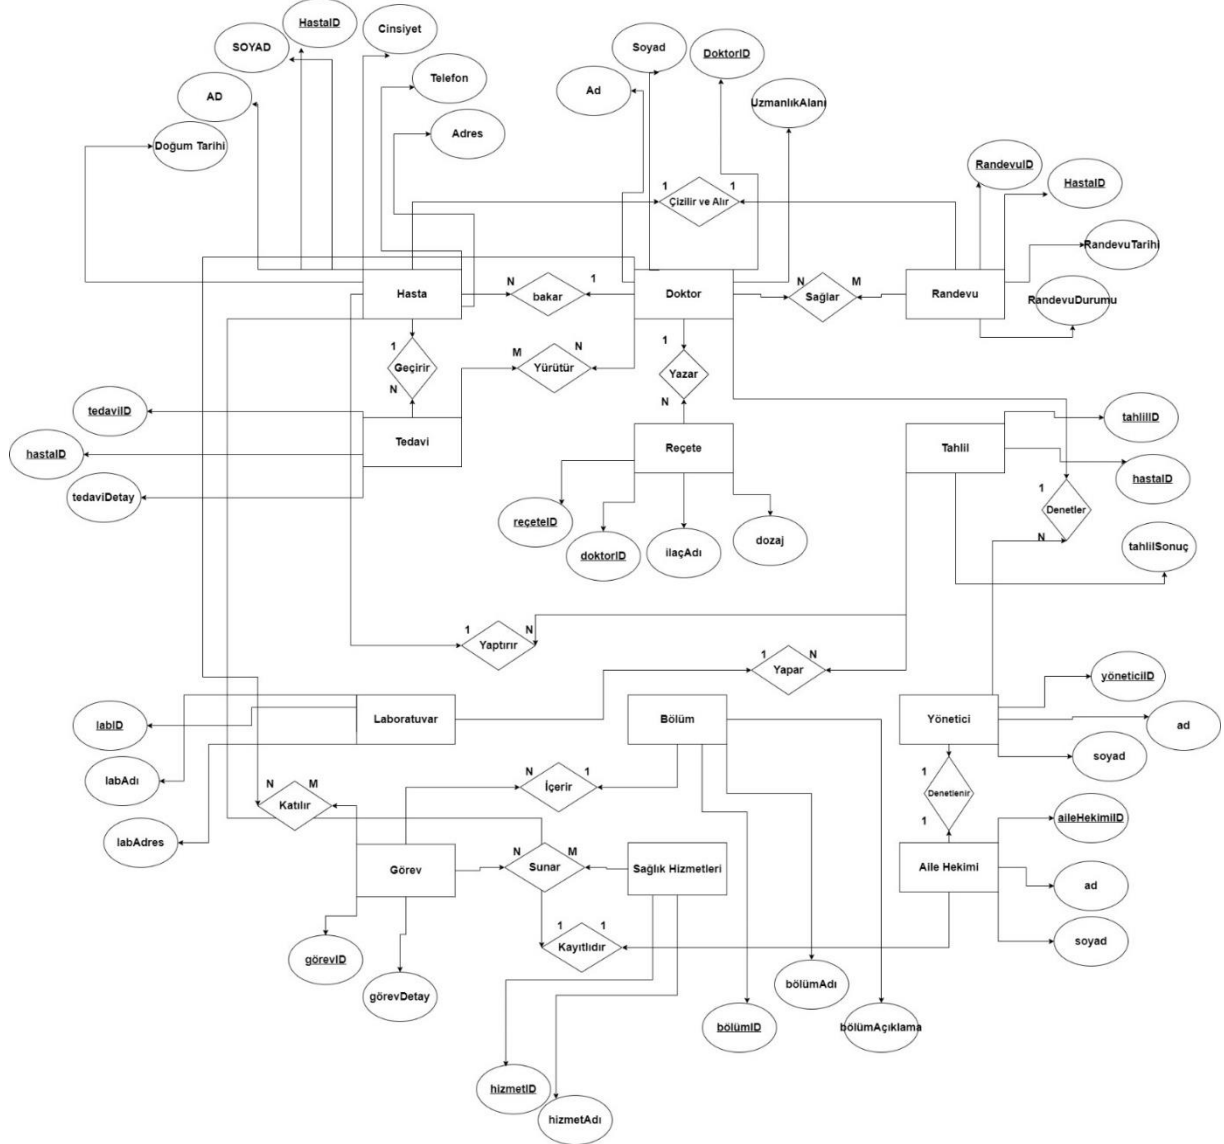 HastaID
Cinsiyet
SOYAD
Soyad
DoktorID
Telefon
Ad
AD
UzmanlıkAlanı
Adres
Doğum Tarihi
RandevuID
HastaID
1
1
Çizilir ve Alır
RandevuTarihi
N
1
N
M
Hasta
bakar
Doktor
Sağlar
Randevu
RandevuDurumu
1
M
N
1
Geçirir
Yürütür
Yazar
N
N
tedaviID
tahlilID
Tedavi
Reçete
Tahlil
hastaID
hastaID
tedaviDetay
1
Denetler
reçeteID
dozaj
N
doktorID
ilaçAdı
tahlilSonuç
1
N
Yaptırır
1
N
Yapar
yöneticiID
labID
Laboratuvar
Bölüm
Yönetici
ad
soyad
labAdı
N
M
N
1
İçerir
1
Katılır
Denetlenir
1
aileHekimiID
labAdres
N
M
Görev
Sunar
Sağlık Hizmetleri
Aile Hekimi
ad
1
1
soyad
Kayıtlıdır
görevID
bölümAdı
görevDetay
bölümID
bölümAçıklama
hizmetID
hizmetAdı